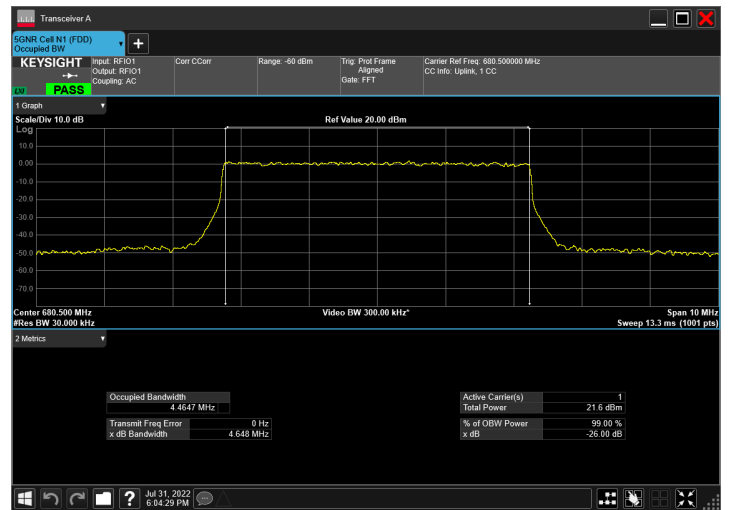 Transceiver A
5GNR Cell N1 (FDD)
Occupied BW
KEYSIGHT
LXI
PASS
Input: RFIO1
Output: RFIO1
Coupling: AC
Corr CCorr
Range: -60 dBm
Trig: Prot Frame
Aligned
Gate: FFT
Carrier Ref Freq: 680.500000 MHz
CC Info: Uplink, 1 CC
1 Graph
Scale/Div 10.0 dB
Ref Value 20.00 dBm
Log
10.0
0.00
-10.0
-20.0
-30.0
-40.0
-50.0
-60.0
-70.0
Center 680.500 MHz
Video BW 300.00 kHz*
Span 10 MHz
#Res BW 30.000 kHz
Sweep 13.3 ms (1001 pts)
2 Metrics
Occupied Bandwidth
4.4647 MHz
Active Carrier(s) 1
Total Power 21.6 dBm
Transmit Freq Error 0 Hz
x dB Bandwidth 4.648 MHz
% of OBW Power 99.00 %
x dB -26.00 dB
?
Jul 31, 2022
6:04:29 PM